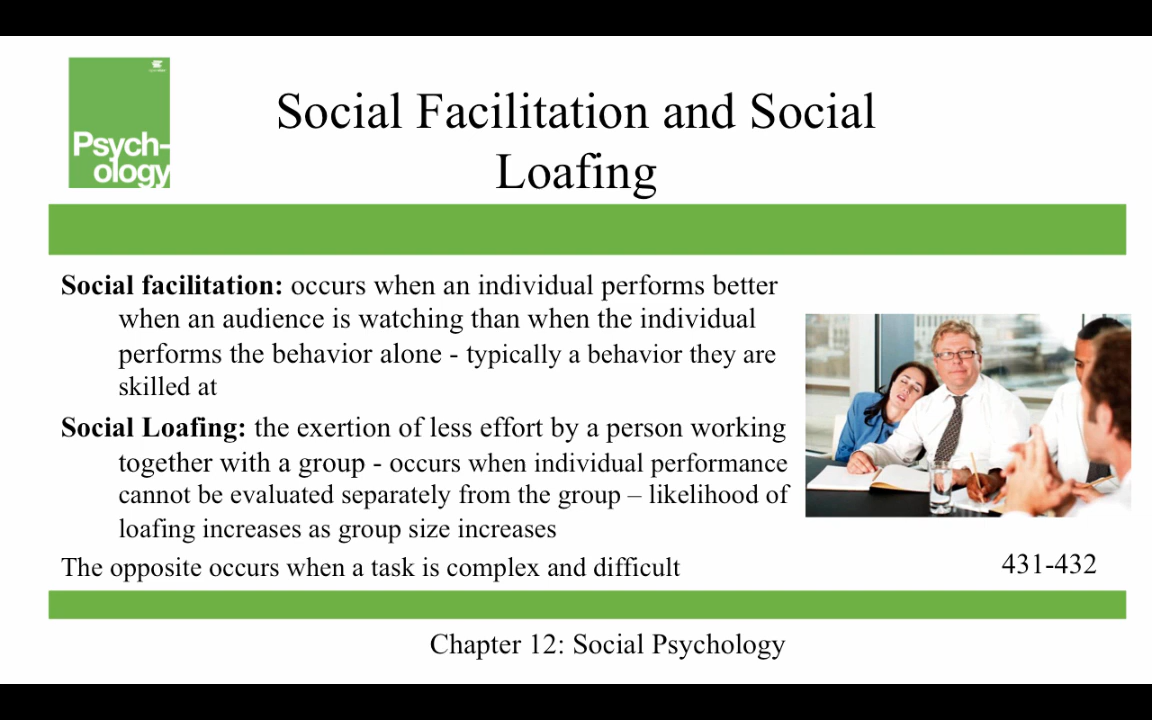 Psych-
ology
Social Facilitation and Social
Loafing
Social facilitation: occurs when an individual performs better
when an audience is watching than when the individual
performs the behavior alone - typically a behavior they are
skilled at
Social Loafing: the exertion of less effort by a person working
together with a group - occurs when individual performance
cannot be evaluated separately from the group – likelihood of
loafing increases as group size increases
The opposite occurs when a task is complex and difficult
431-432
Chapter 12: Social Psychology